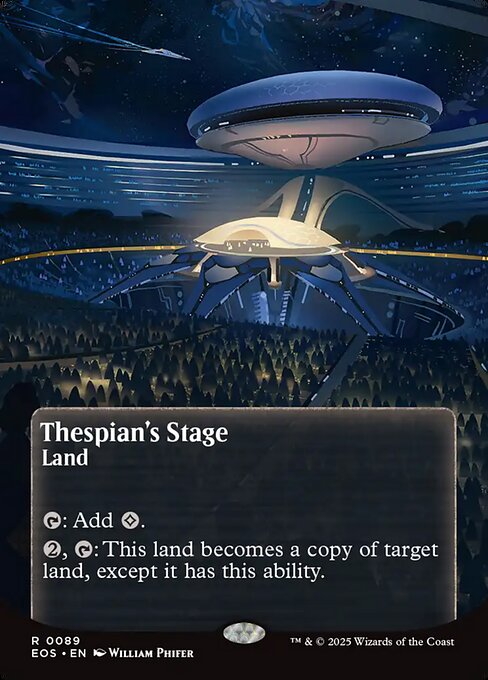 Thespian's Stage
Land
: Add .
2, : This land becomes a copy of target
land, except it has this ability.
R 0089
EOS • EN William Phifer
™ & © 2025 Wizards of the Coast